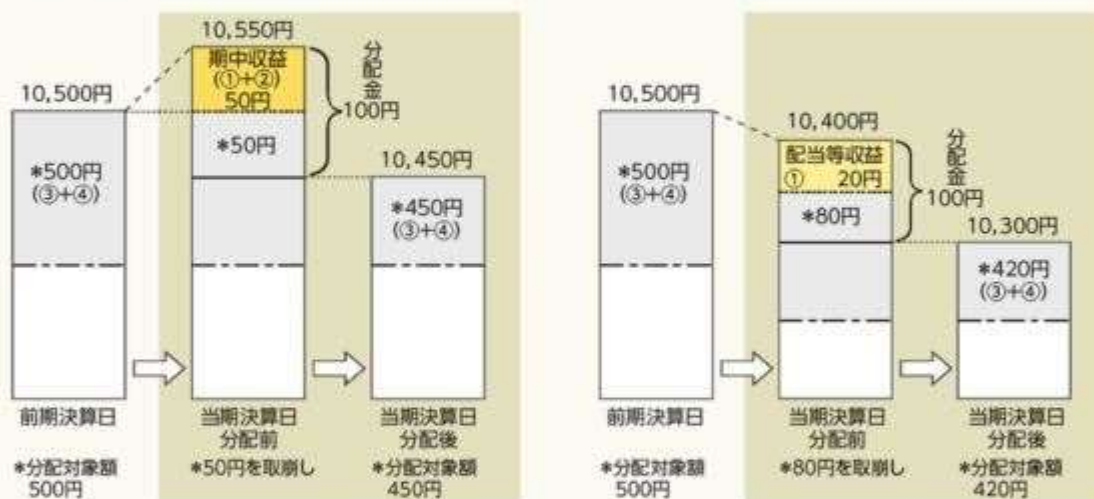 10,500円
*500円
(③+④)
前期決算日
*分配対象額
500円
10,550円
期中収益
(①+②)
50円
*50円
分配金
100円
当期決算日
分配前
*50円を取崩し
10,450円
*450円
(③+④)
当期決算日
分配後
*分配対象額
450円
10,500円
*500円
(③+④)
前期決算日
*分配対象額
500円
10,400円
配当等収益
① 20円
*80円
分配金
100円
当期決算日
分配前
*80円を取崩し
10,300円
*420円
(③+④)
当期決算日
分配後
*分配対象額
420円